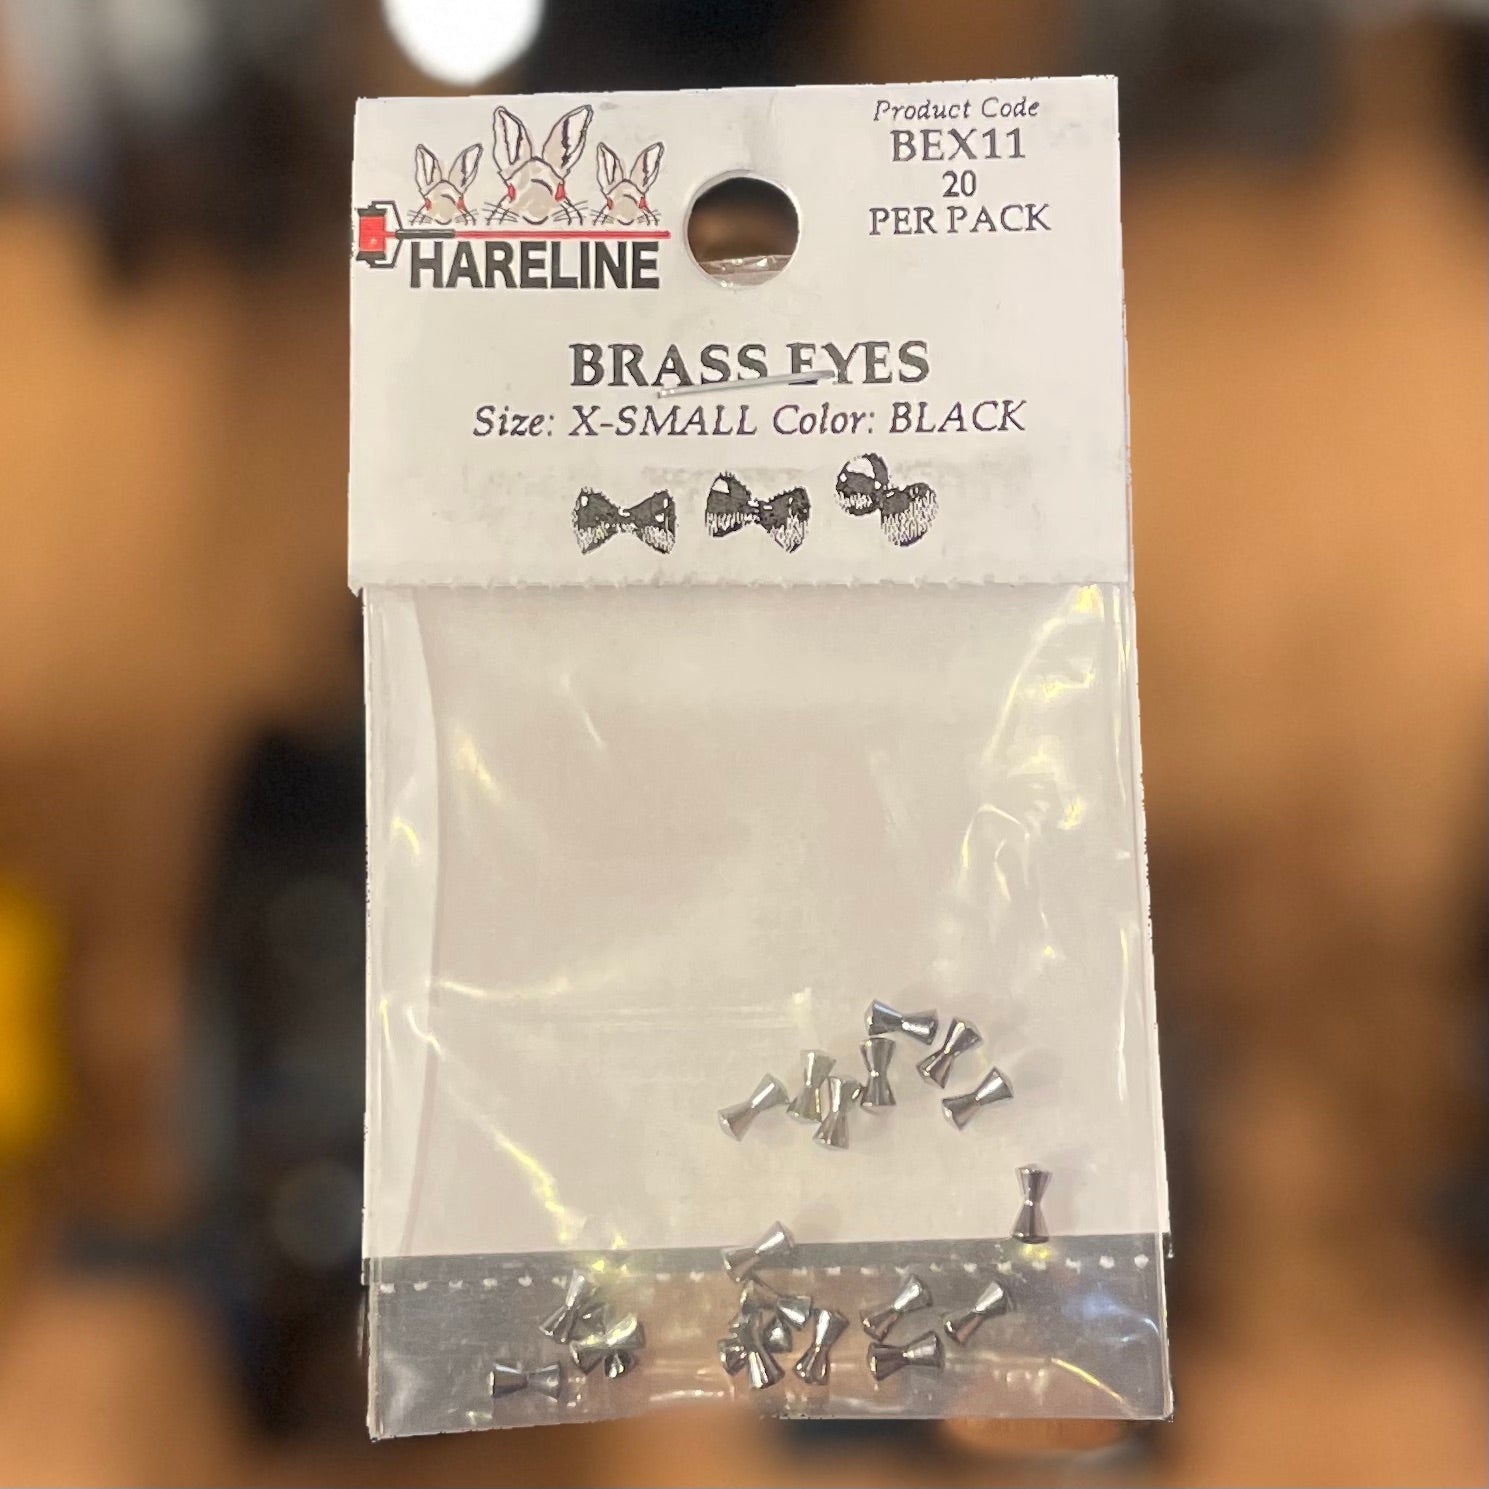 HARELINE
Product Code
BEX11
20
PER PACK
BRASS EYES
Size: X-SMALL Color: BLACK